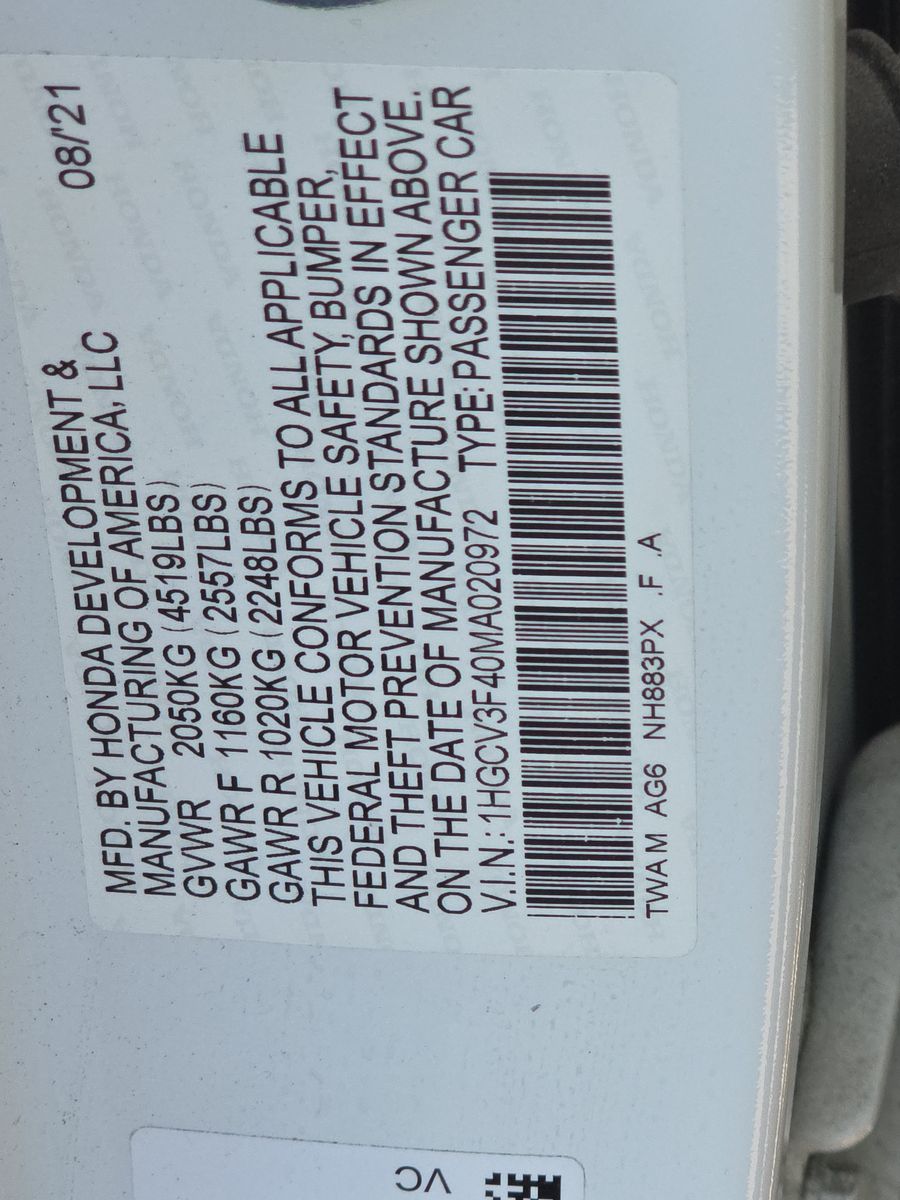 MFD. BY HONDA DEVELOPMENT & 08/'21
MANUFACTURING OF AMERICA, LLC
GVWR 2050KG (4519LBS)
GAWR F 1160KG (2557LBS)
GAWR R 1020KG (2248LBS)
THIS VEHICLE CONFORMS TO ALL APPLICABLE
FEDERAL MOTOR VEHICLE SAFETY, BUMPER,
AND THEFT PREVENTION STANDARDS IN EFFECT
ON THE DATE OF MANUFACTURE SHOWN ABOVE.
V.I.N.: 1HGCV3F40MA020972 TYPE: PASSENGER CAR
TWA M AG6 NH883PX .F .A
VC